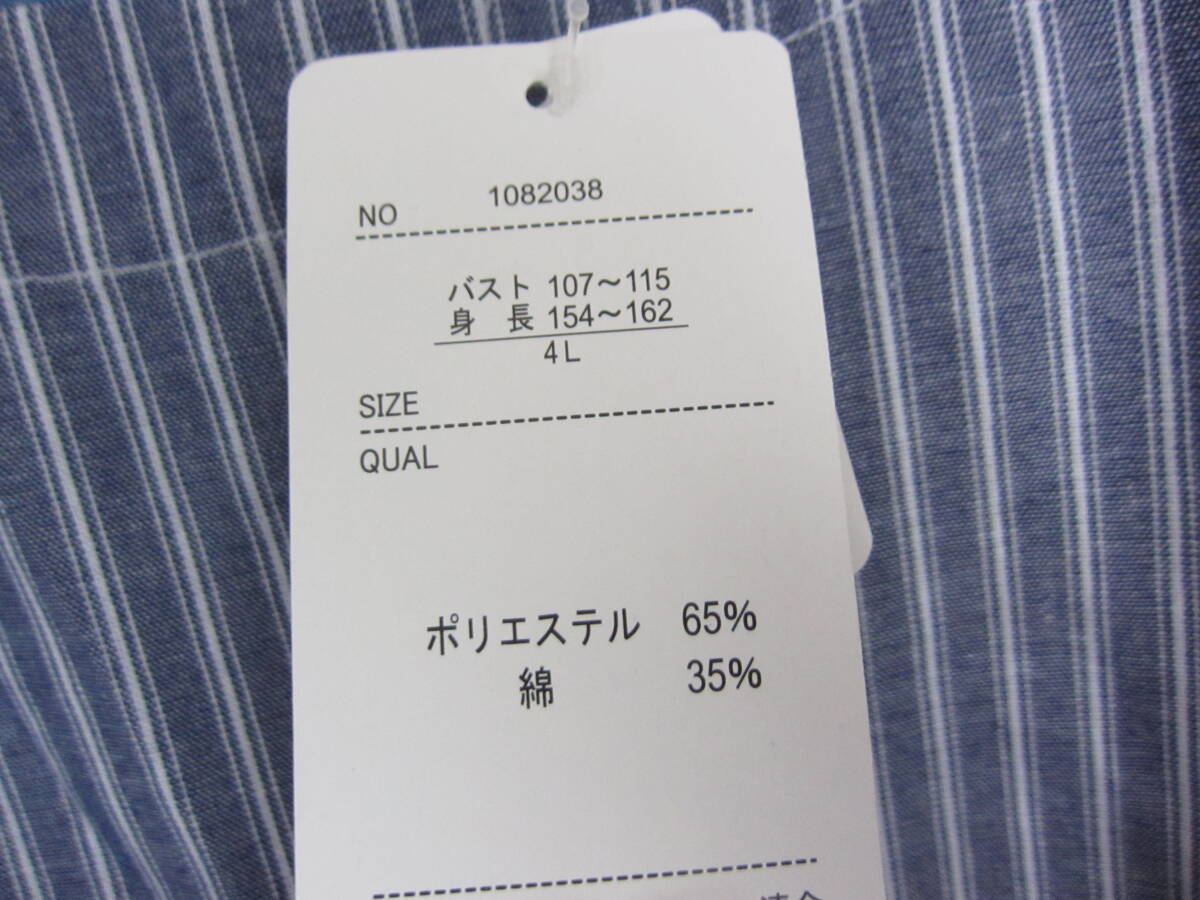 NO 1082038
バスト 107～115
身 長 154～162
4L
SIZE
QUAL
ポリエステル 65%
綿 35%